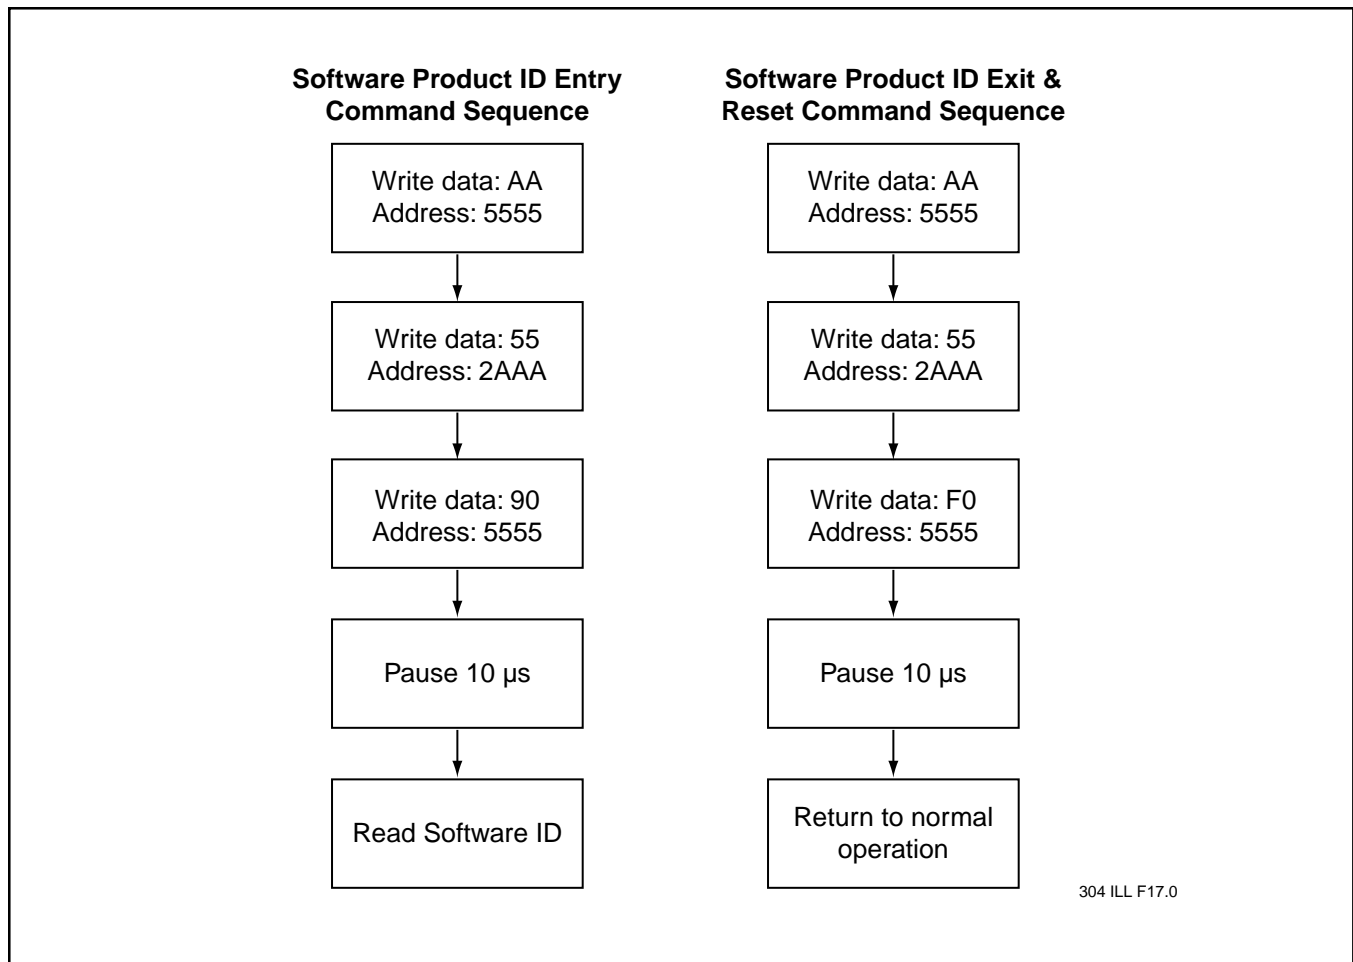 Software Product ID Entry
Command Sequence
Write data: AA
Address: 5555
Write data: 55
Address: 2AAA
Write data: 90
Address: 5555
Pause 10 µs
Read Software ID
Software Product ID Exit &
Reset Command Sequence
Write data: AA
Address: 5555
Write data: 55
Address: 2AAA
Write data: F0
Address: 5555
Pause 10 µs
Return to normal
operation
304 ILL F17.0